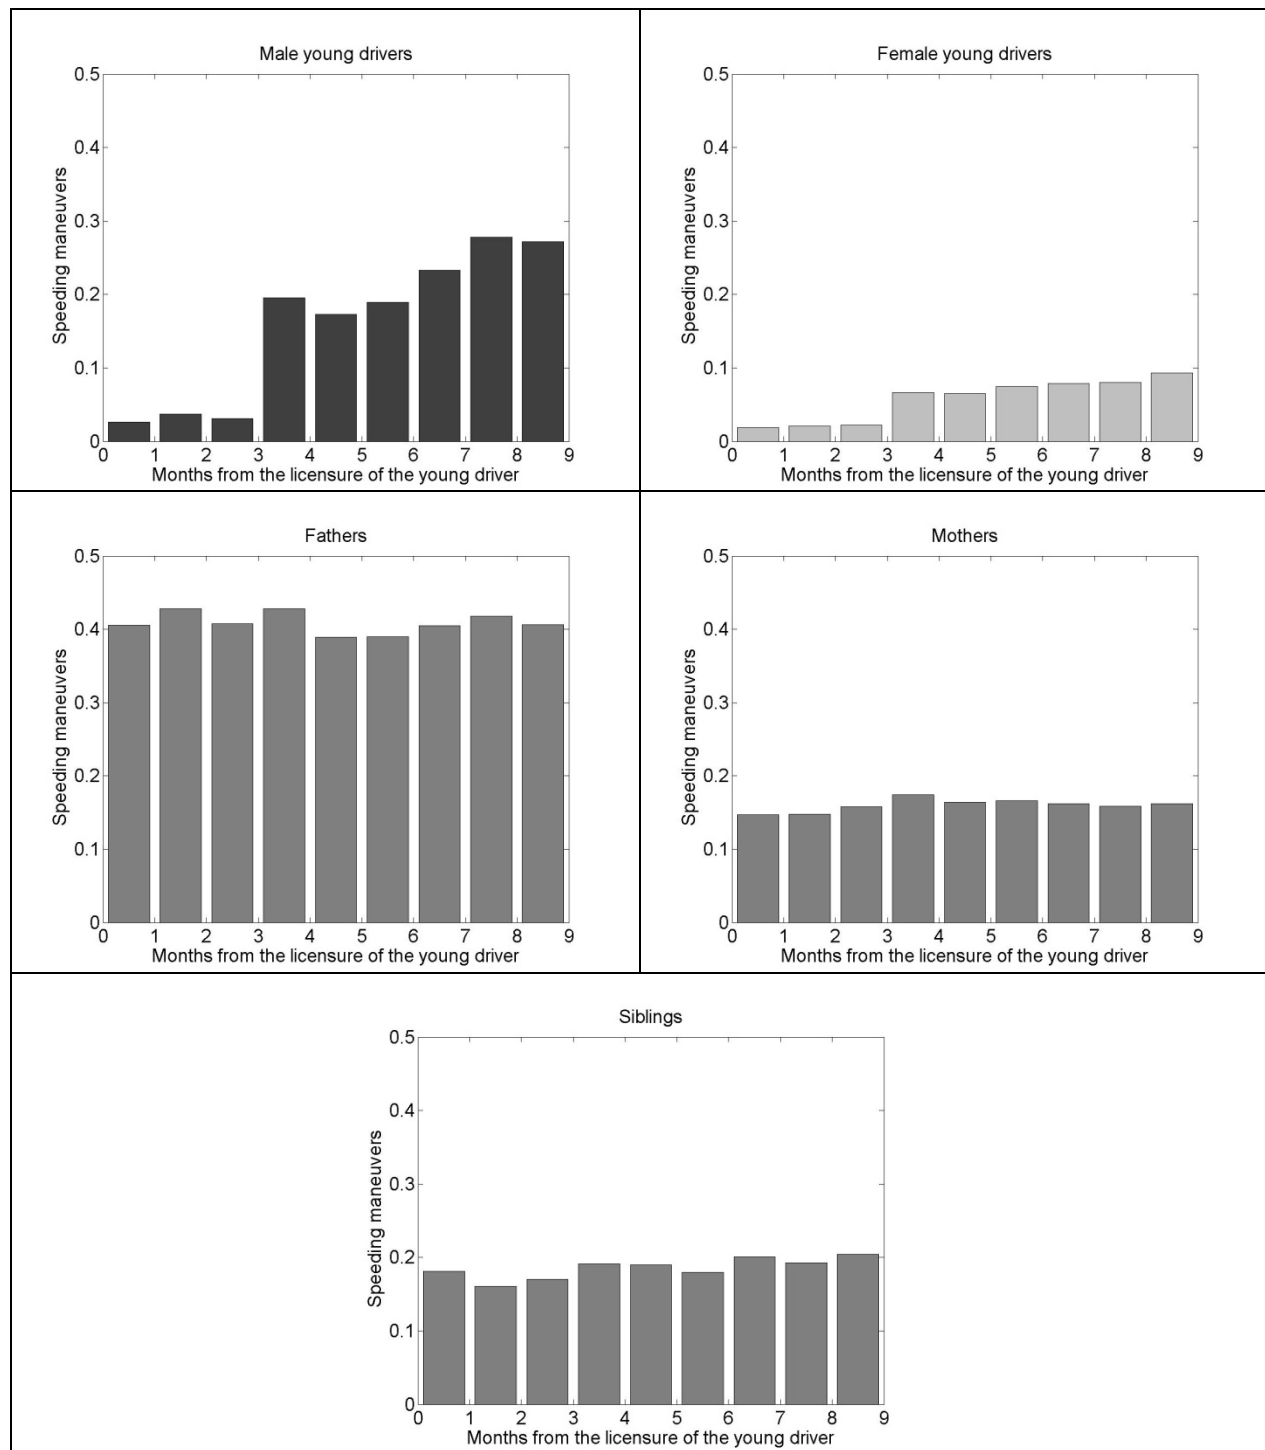 Male young drivers
0.5
0.4
0.3
0.2
0.1
0
Speeding maneuvers
0 1 2 3 4 5 6 7 8 9
Months from the licensure of the young driver
Female young drivers
0.5
0.4
0.3
0.2
0.1
0
Speeding maneuvers
0 1 2 3 4 5 6 7 8 9
Months from the licensure of the young driver
Fathers
0.5
0.4
0.3
0.2
0.1
0
Speeding maneuvers
0 1 2 3 4 5 6 7 8 9
Months from the licensure of the young driver
Mothers
0.5
0.4
0.3
0.2
0.1
0
Speeding maneuvers
0 1 2 3 4 5 6 7 8 9
Months from the licensure of the young driver
Siblings
0.5
0.4
0.3
0.2
0.1
0
Speeding maneuvers
0 1 2 3 4 5 6 7 8 9
Months from the licensure of the young driver